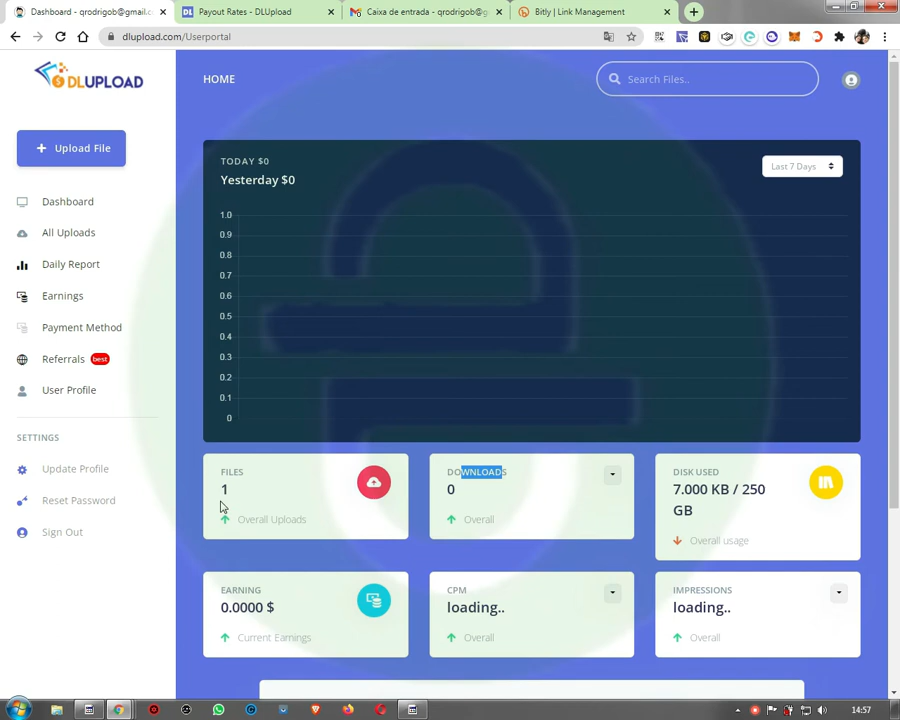 Dashboard - qrodrigob@gmail.c
Payout Rates - DLUpload
Caixa de entrada - qrodrigob@g
Bitly | Link Management
dlupload.com/Userportal
DLUPLOAD
HOME
Search Files..
+ Upload File
Dashboard
All Uploads
Daily Report
Earnings
Payment Method
Referrals best
User Profile
SETTINGS
Update Profile
Reset Password
Sign Out
TODAY $0
Yesterday $0
Last 7 Days
1.0
0.9
0.8
0.7
0.6
0.5
0.4
0.3
0.2
0.1
0
FILES
1
Overall Uploads
DOWNLOADS
0
Overall
DISK USED
7.000 KB / 250
GB
Overall usage
EARNING
0.0000 $
Current Earnings
CPM
loading..
Overall
IMPRESSIONS
loading..
Overall
14:57